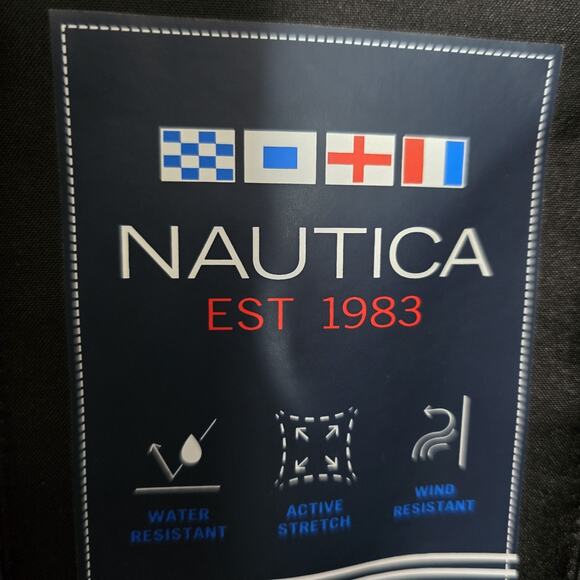 NAUTICA
EST 1983
WATER
RESISTANT
ACTIVE
STRETCH
WIND
RESISTANT